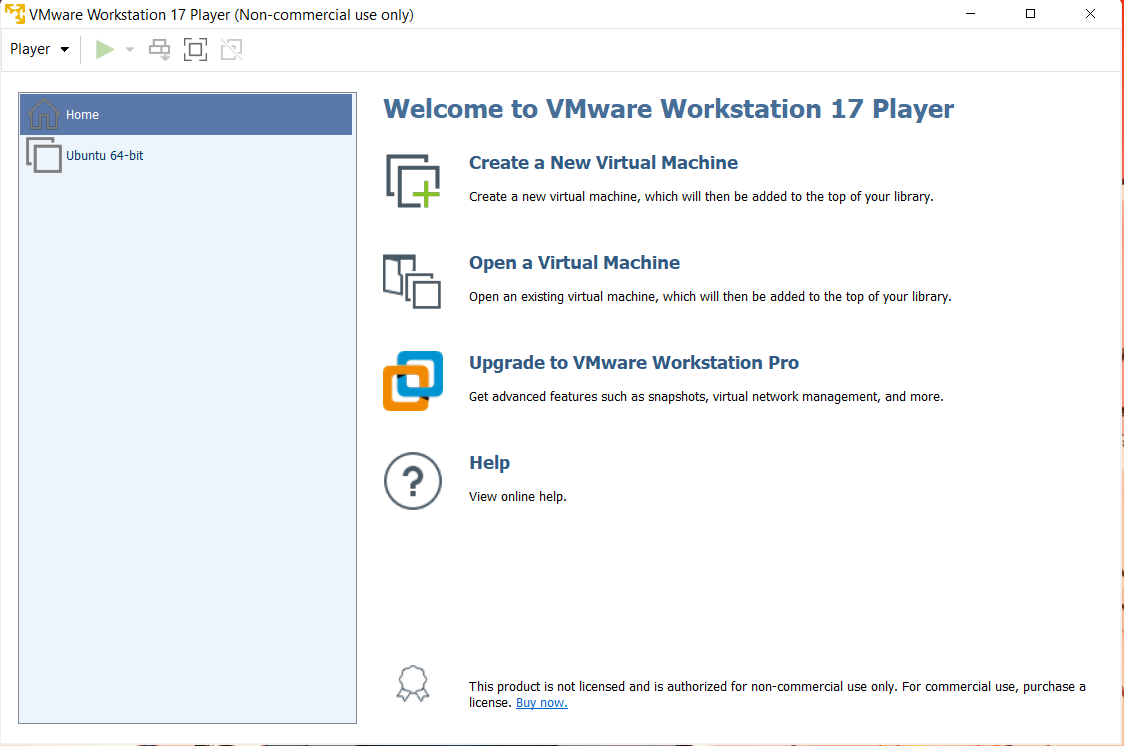 VMware Workstation 17 Player (Non-commercial use only)
Player
Home
Ubuntu 64-bit
Welcome to VMware Workstation 17 Player
Create a New Virtual Machine
Create a new virtual machine, which will then be added to the top of your library.
Open a Virtual Machine
Open an existing virtual machine, which will then be added to the top of your library.
Upgrade to VMware Workstation Pro
Get advanced features such as snapshots, virtual network management, and more.
?
Help
View online help.
This product is not licensed and is authorized for non-commercial use only. For commercial use, purchase a
license. Buy now.